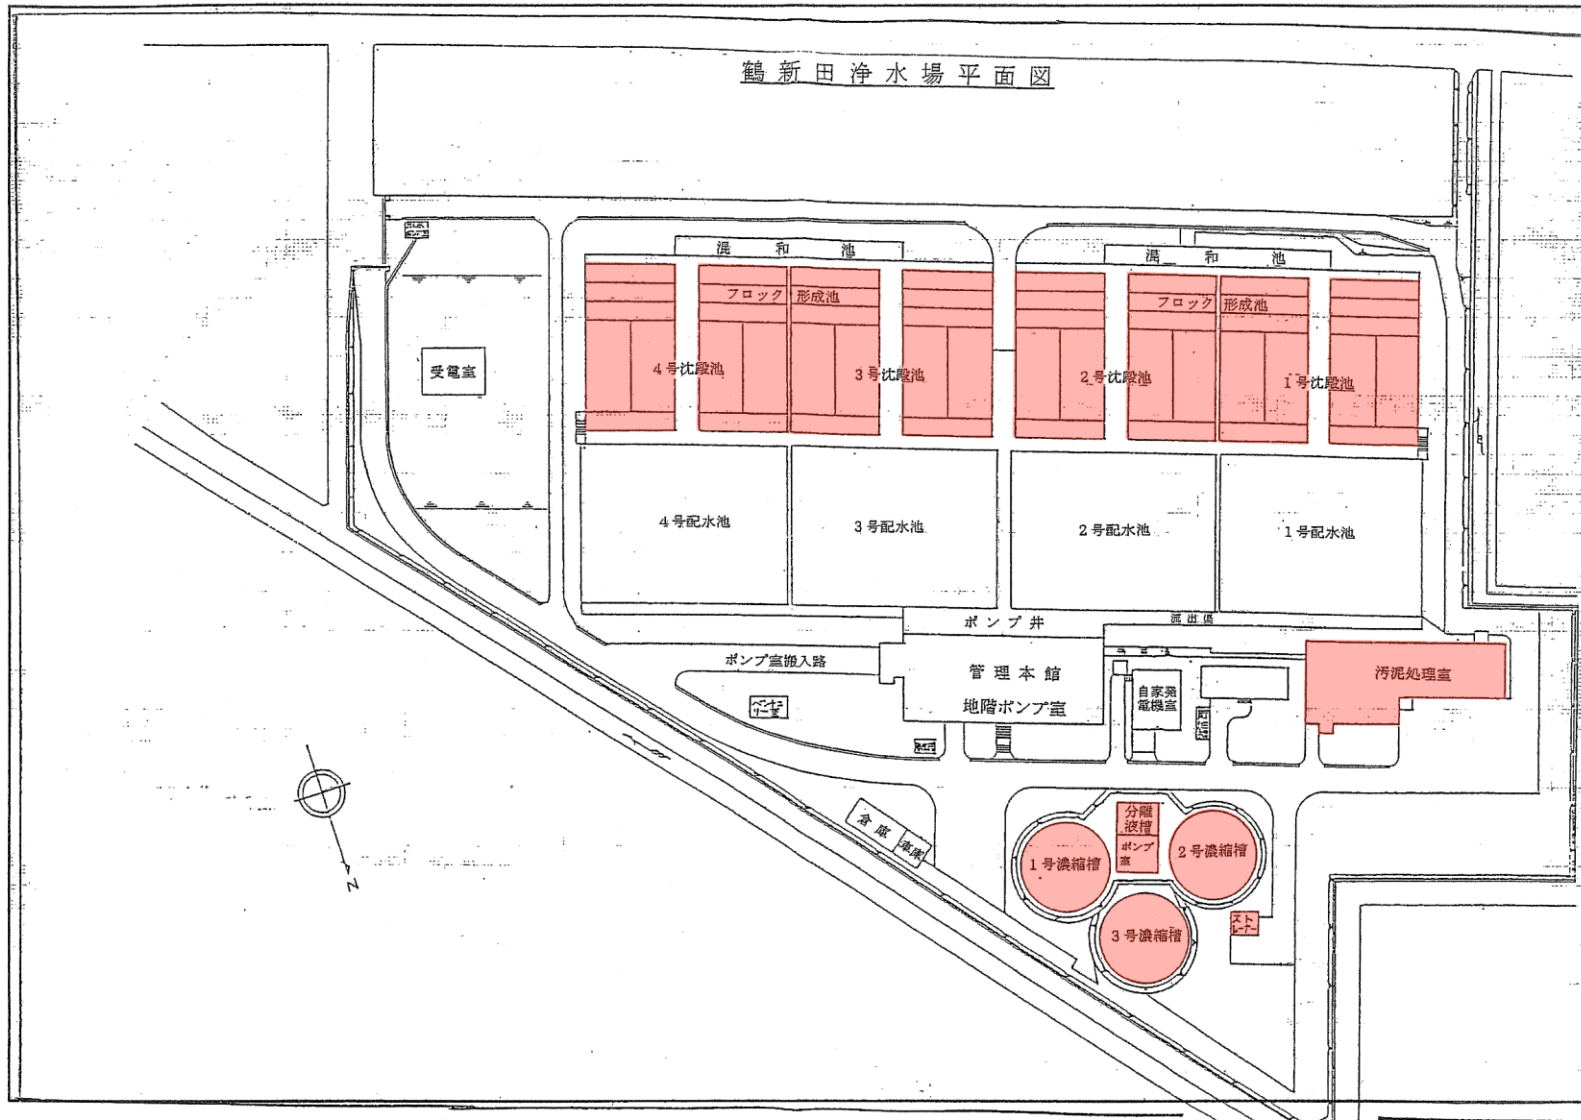 鶴新田浄水場平面図
混和池
混和池
フロック形成池
フロック形成池
受電室
4号沈殿池
3号沈殿池
2号沈殿池
1号沈殿池
4号配水池
3号配水池
2号配水池
1号配水池
ポンプ井
流出渠
ポンプ室搬入路
管理本館
地階ポンプ室
自家発
電機室
汚泥処理室
倉庫
車庫
分離
液槽
ポンプ
室
1号濃縮槽
2号濃縮槽
3号濃縮槽
スト
レーナー
N